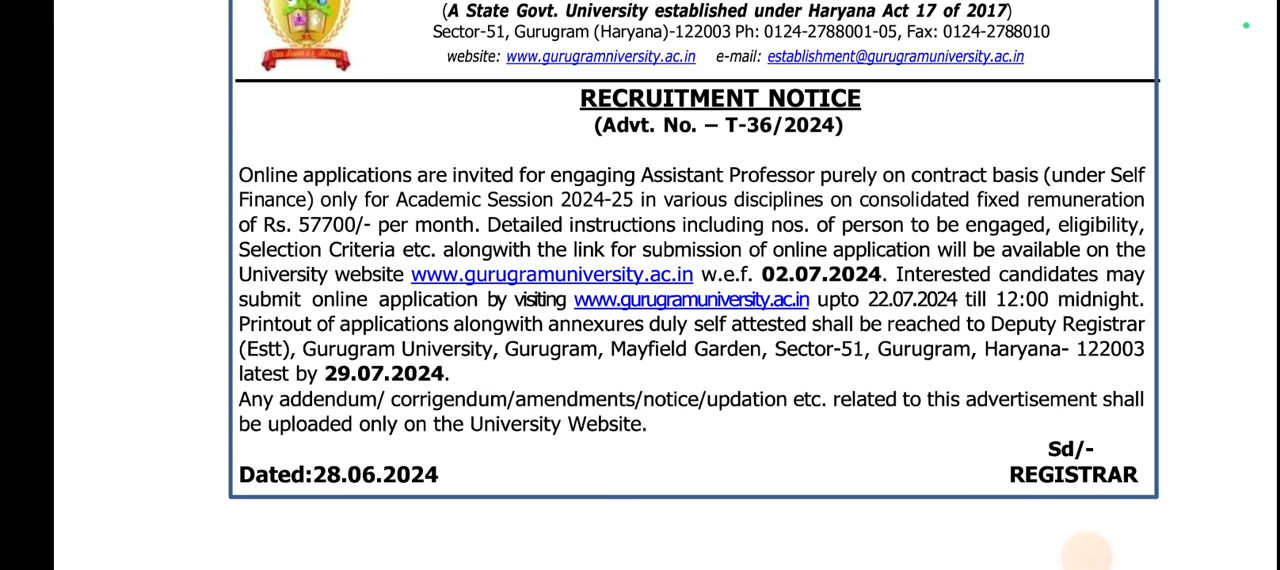 (A State Govt. University established under Haryana Act 17 of 2017)
Sector-51, Gurugram (Haryana)-122003 Ph: 0124-2788001-05, Fax: 0124-2788010
website: www.gurugramniversity.ac.in e-mail: establishment@gurugramuniversity.ac.in
RECRUITMENT NOTICE
(Advt. No. – T-36/2024)
Online applications are invited for engaging Assistant Professor purely on contract basis (under Self
Finance) only for Academic Session 2024-25 in various disciplines on consolidated fixed remuneration
of Rs. 57700/- per month. Detailed instructions including nos. of person to be engaged, eligibility,
Selection Criteria etc. alongwith the link for submission of online application will be available on the
University website www.gurugramuniversity.ac.in w.e.f. 02.07.2024. Interested candidates may
submit online application by visiting www.gurugramuniversity.ac.in upto 22.07.2024 till 12:00 midnight.
Printout of applications alongwith annexures duly self attested shall be reached to Deputy Registrar
(Estt), Gurugram University, Gurugram, Mayfield Garden, Sector-51, Gurugram, Haryana- 122003
latest by 29.07.2024.
Any addendum/ corrigendum/amendments/notice/updation etc. related to this advertisement shall
be uploaded only on the University Website.
Sd/-
Dated:28.06.2024 REGISTRAR